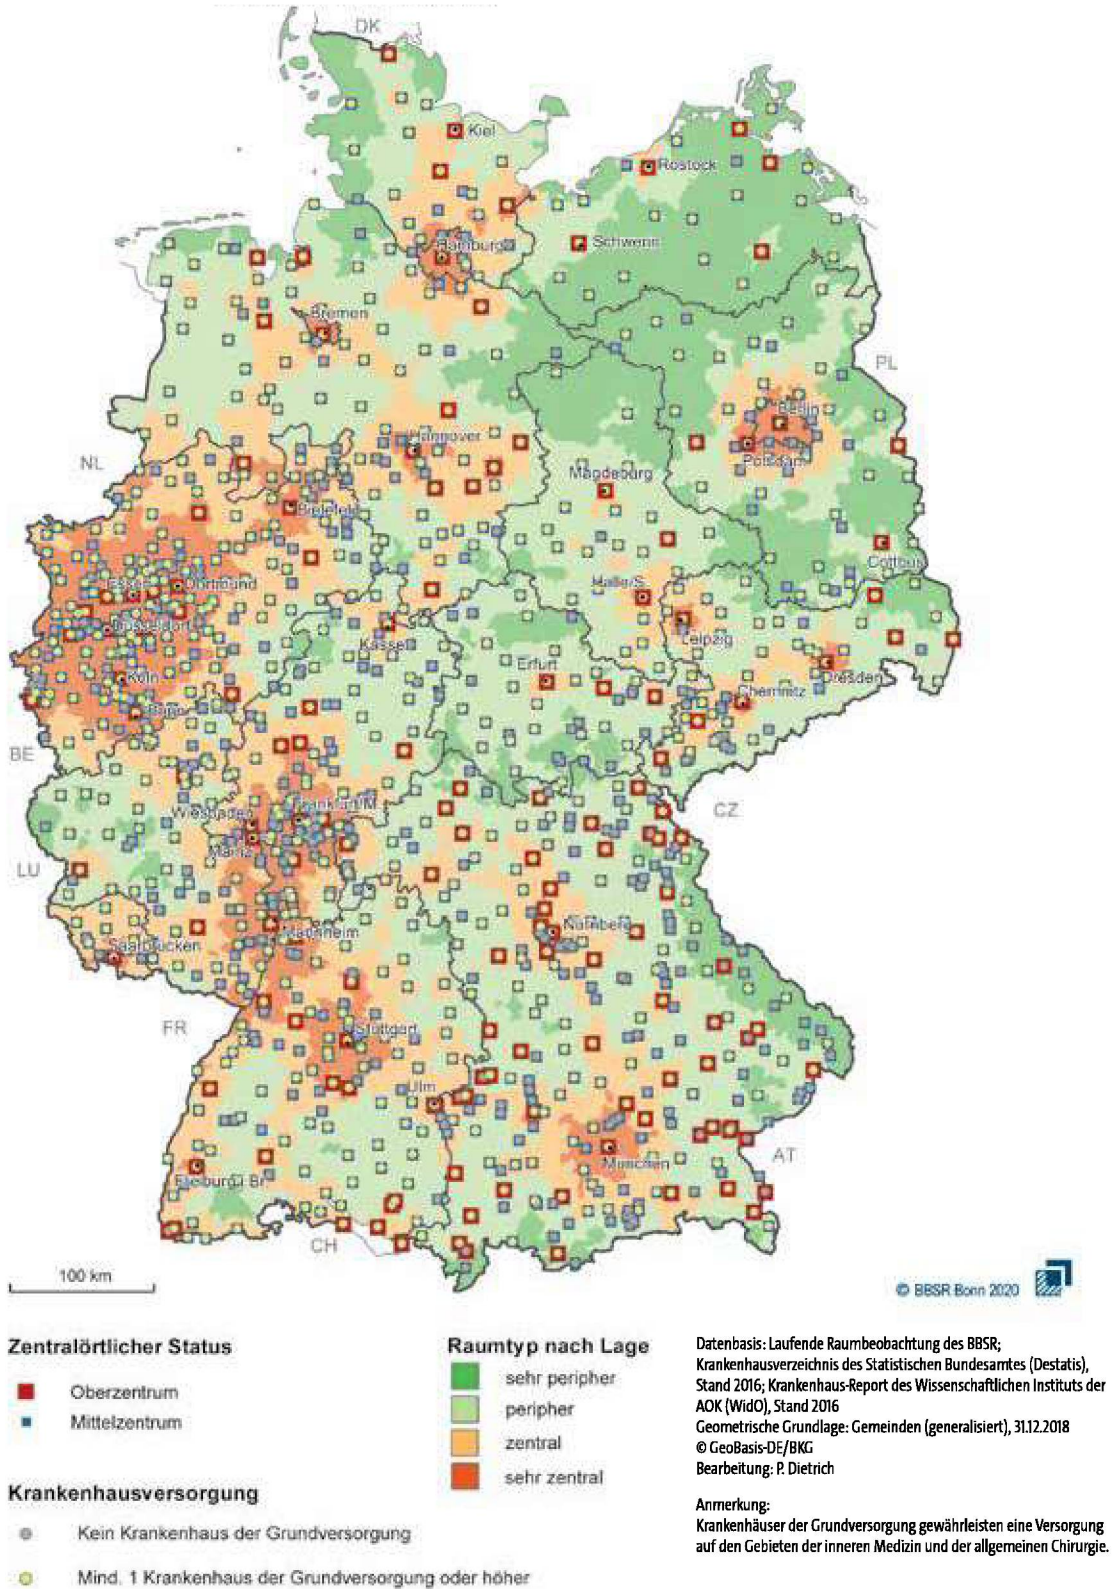 DK
Kiel
Rostock
Hamburg
Schwerin
Bremen
PL
Berlin
Hannover
Potsdam
NL
Magdeburg
Bielefeld
Cottbus
Essen
Dortmund
Halle/S.
Düsseldorf
Leipzig
Kassel
Erfurt
Köln
Dresden
Chemnitz
Bonn
BE
Wiesbaden
Frankfurt/M.
CZ
Mainz
LU
Nürnberg
Mannheim
Saarbrücken
FR
Stuttgart
Ulm
München
AT
Freiburg i. Br.
CH
100 km
© BBSR Bonn 2020
Zentralörtlicher Status
Oberzentrum
Mittelzentrum
Krankenhausversorgung
Kein Krankenhaus der Grundversorgung
Mind. 1 Krankenhaus der Grundversorgung oder höher
Raumtyp nach Lage
sehr peripher
peripher
zentral
sehr zentral
Datenbasis: Laufende Raumbeobachtung des BBSR;
Krankenhausverzeichnis des Statistischen Bundesamtes (Destatis),
Stand 2016; Krankenhaus-Report des Wissenschaftlichen Instituts der
AOK (WidO), Stand 2016
Geometrische Grundlage: Gemeinden (generalisiert), 31.12.2018
© GeoBasis-DE/BKG
Bearbeitung: P. Dietrich
Anmerkung:
Krankenhäuser der Grundversorgung gewährleisten eine Versorgung
auf den Gebieten der inneren Medizin und der allgemeinen Chirurgie.